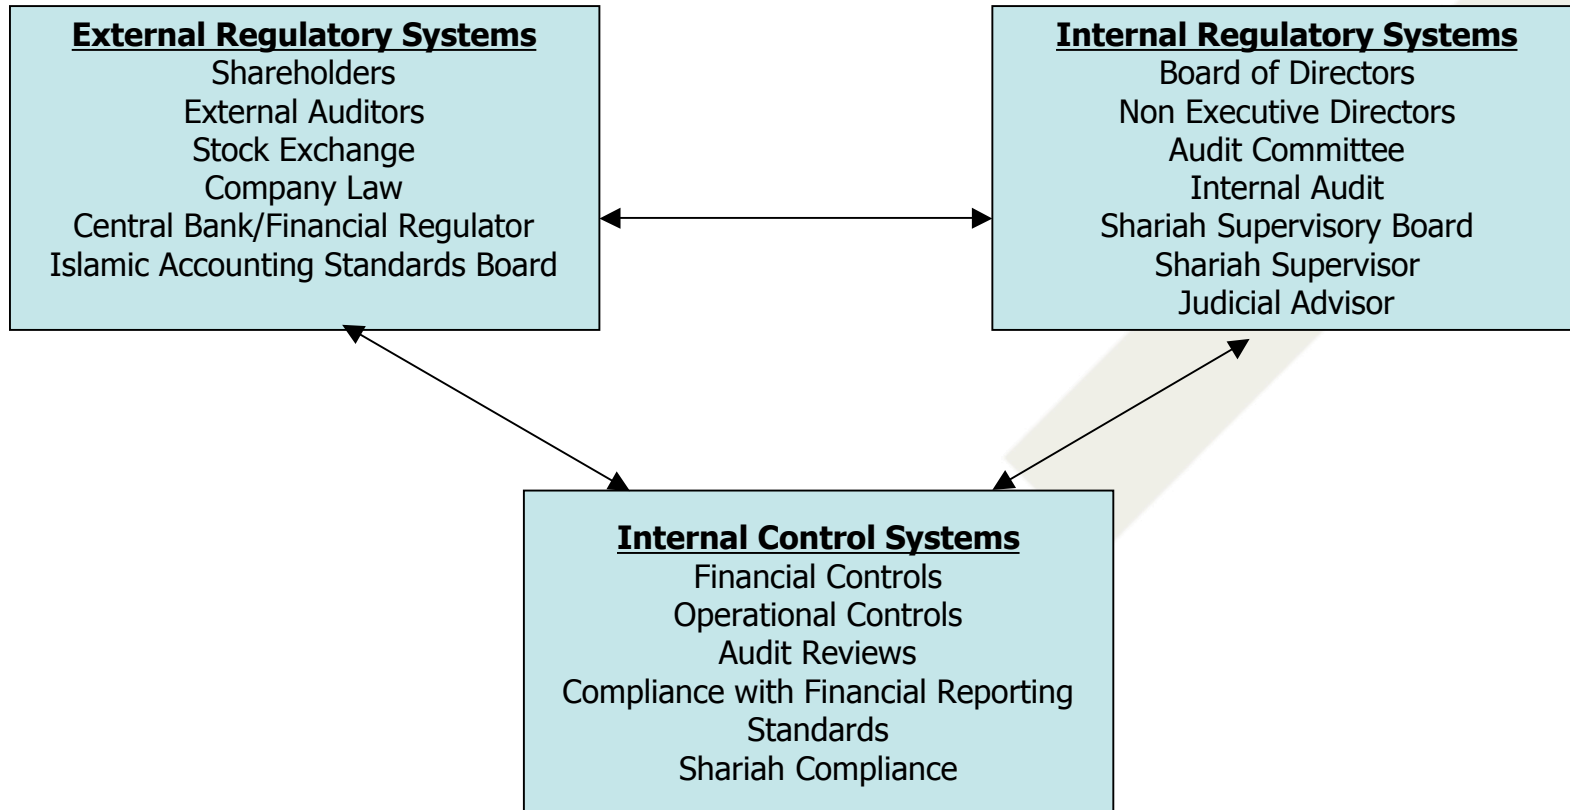 External Regulatory Systems
Shareholders
External Auditors
Stock Exchange
Company Law
Central Bank/Financial Regulator
Islamic Accounting Standards Board
Internal Regulatory Systems
Board of Directors
Non Executive Directors
Audit Committee
Internal Audit
Shariah Supervisory Board
Shariah Supervisor
Judicial Advisor
Internal Control Systems
Financial Controls
Operational Controls
Audit Reviews
Compliance with Financial Reporting
Standards
Shariah Compliance